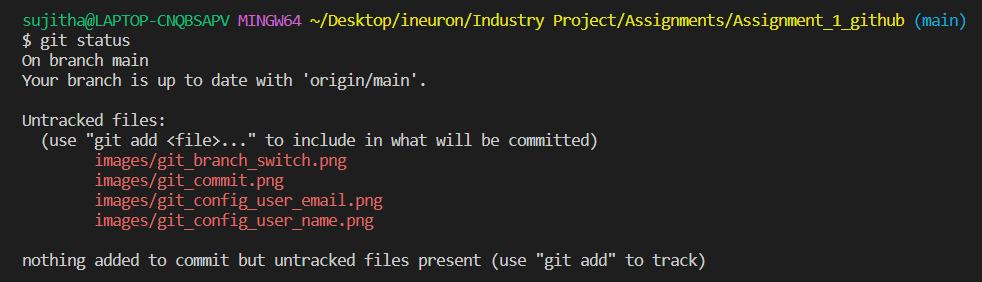 sujitha@LAPTOP-CNQBSAPV MINGW64 ~/Desktop/ineuron/Industry Project/Assignments/Assignment_1_github (main)
$ git status
On branch main
Your branch is up to date with 'origin/main'.
Untracked files:
  (use "git add <file>..." to include in what will be committed)
        images/git_branch_switch.png
        images/git_commit.png
        images/git_config_user_email.png
        images/git_config_user_name.png
nothing added to commit but untracked files present (use "git add" to track)